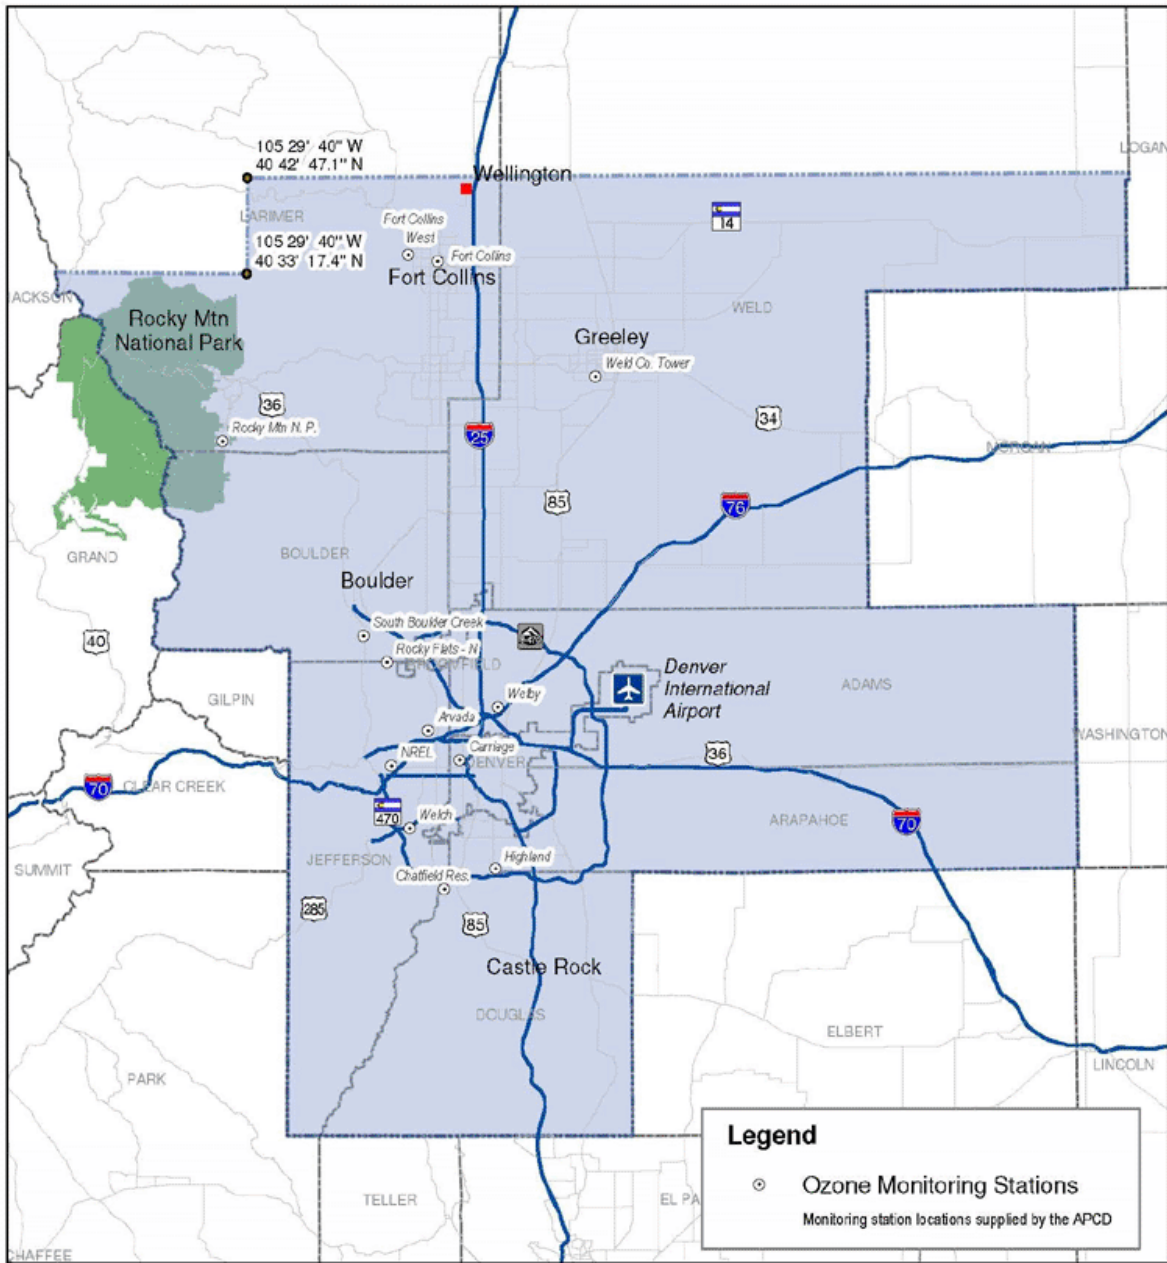 LOGAN
105 29' 40" W
40 42' 47.1" N
Wellington
LARIMER
Fort Collins
West
14
105 29' 40" W
40 33' 17.4" N
Fort Collins
Fort Collins
JACKSON
Rocky Mtn
National Park
WELD
Greeley
Weld Co. Tower
36
34
Rocky Mtn N. P.
25
MORGAN
85
76
GRAND
BOULDER
Boulder
South Boulder Creek
40
Rocky Flats - N
BROOMFIELD
Denver
International
Airport
ADAMS
GILPIN
Welby
Arvada
WASHINGTON
NREL
Carriage
DENVER
36
70
CLEAR CREEK
470
Welch
ARAPAHOE
70
JEFFERSON
Highland
SUMMIT
Chatfield Res.
285
85
Castle Rock
DOUGLAS
ELBERT
LINCOLN
PARK
Legend
Ozone Monitoring Stations
Monitoring station locations supplied by the APCD
TELLER
EL PA
CHAFFEE